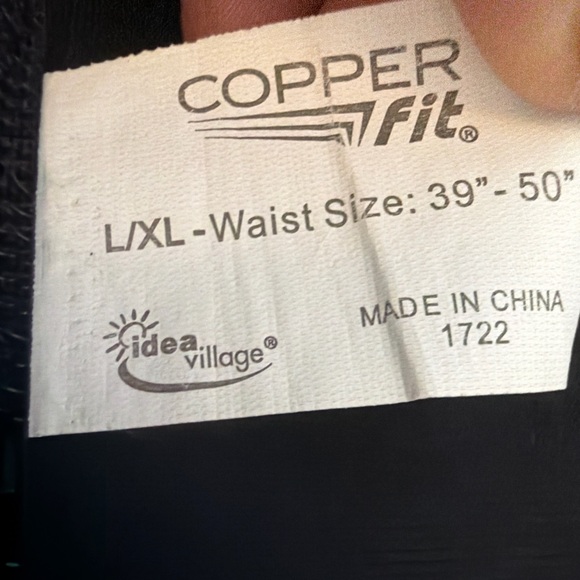 COPPER
fit®
L/XL - Waist Size: 39" - 50"
idea
village®
MADE IN CHINA
1722